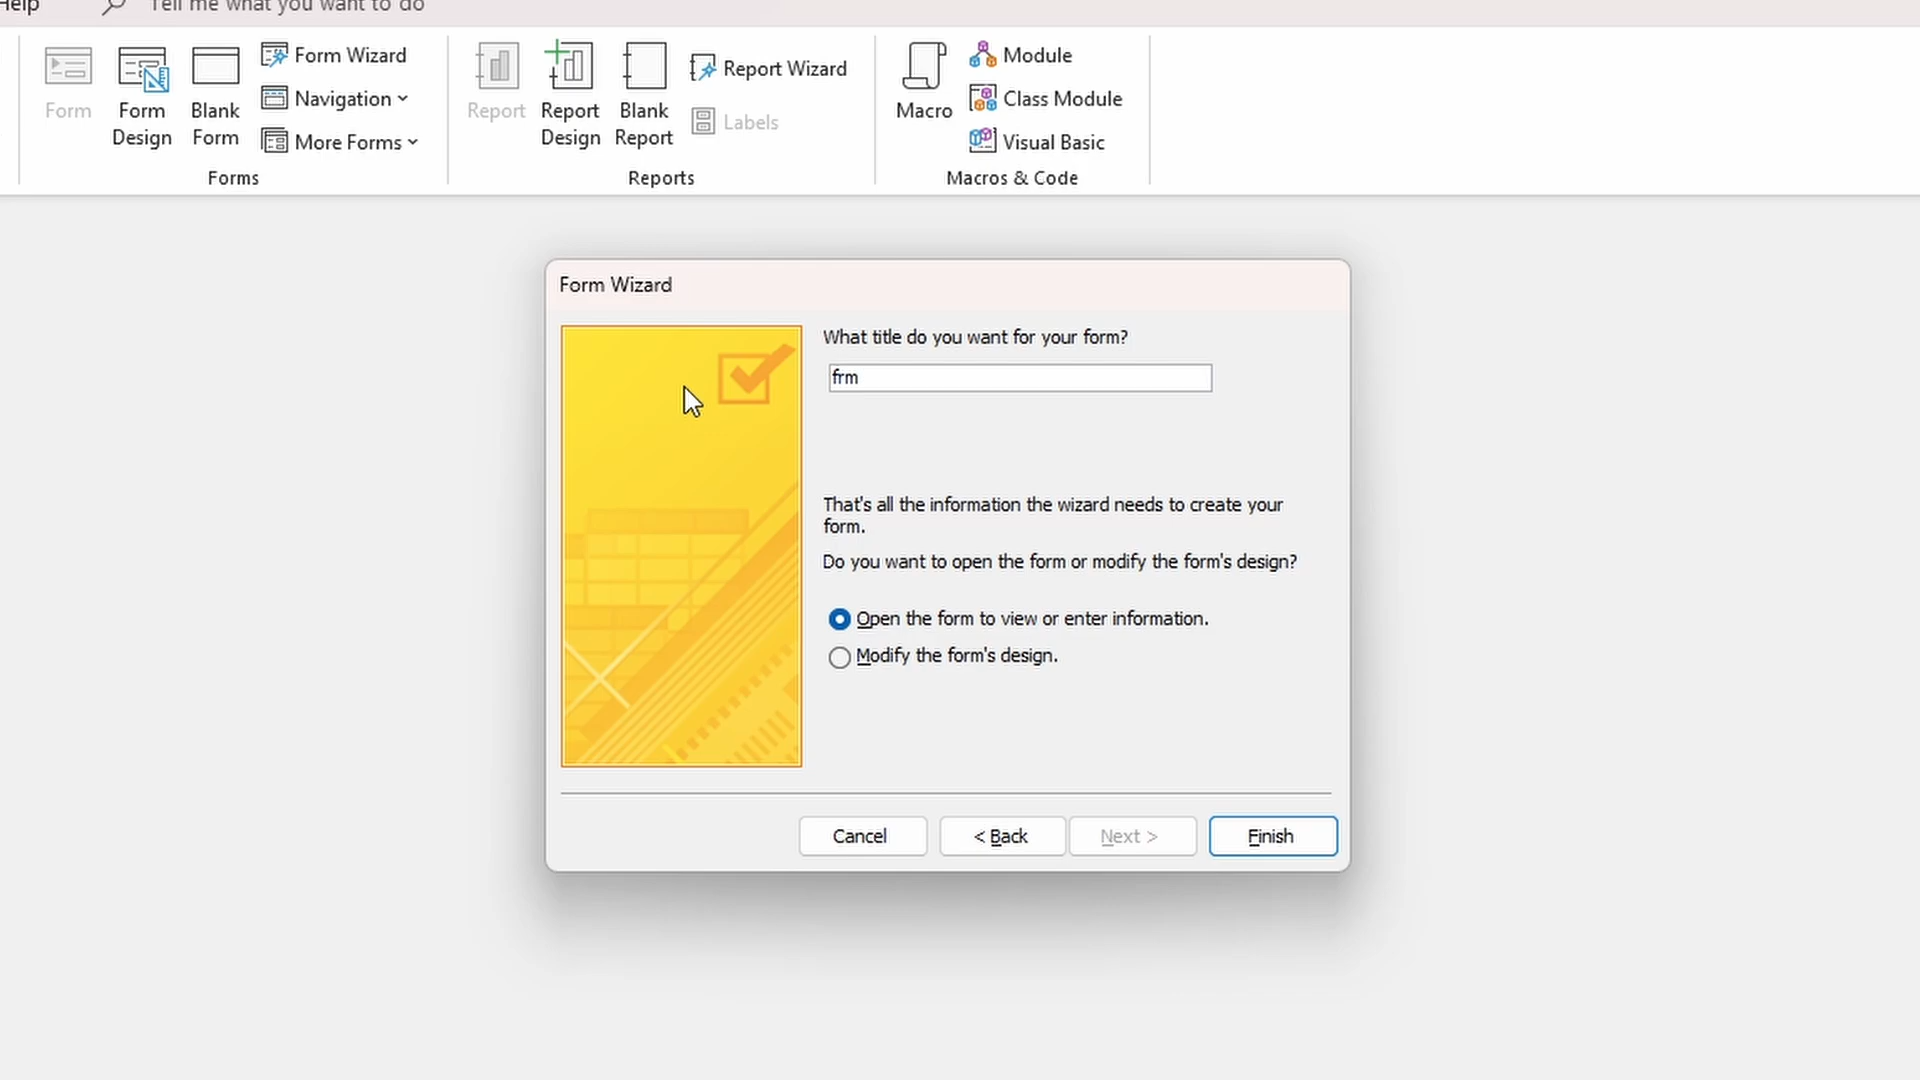 Help
Tell me what you want to do
Form
Form Design
Blank Form
Form Wizard
Navigation
More Forms
Forms
Report
Report Design
Blank Report
Report Wizard
Labels
Reports
Macro
Module
Class Module
Visual Basic
Macros & Code
Form Wizard
What title do you want for your form?
frm
That's all the information the wizard needs to create your
form.
Do you want to open the form or modify the form's design?
Open the form to view or enter information.
Modify the form's design.
Cancel
< Back
Next >
Finish